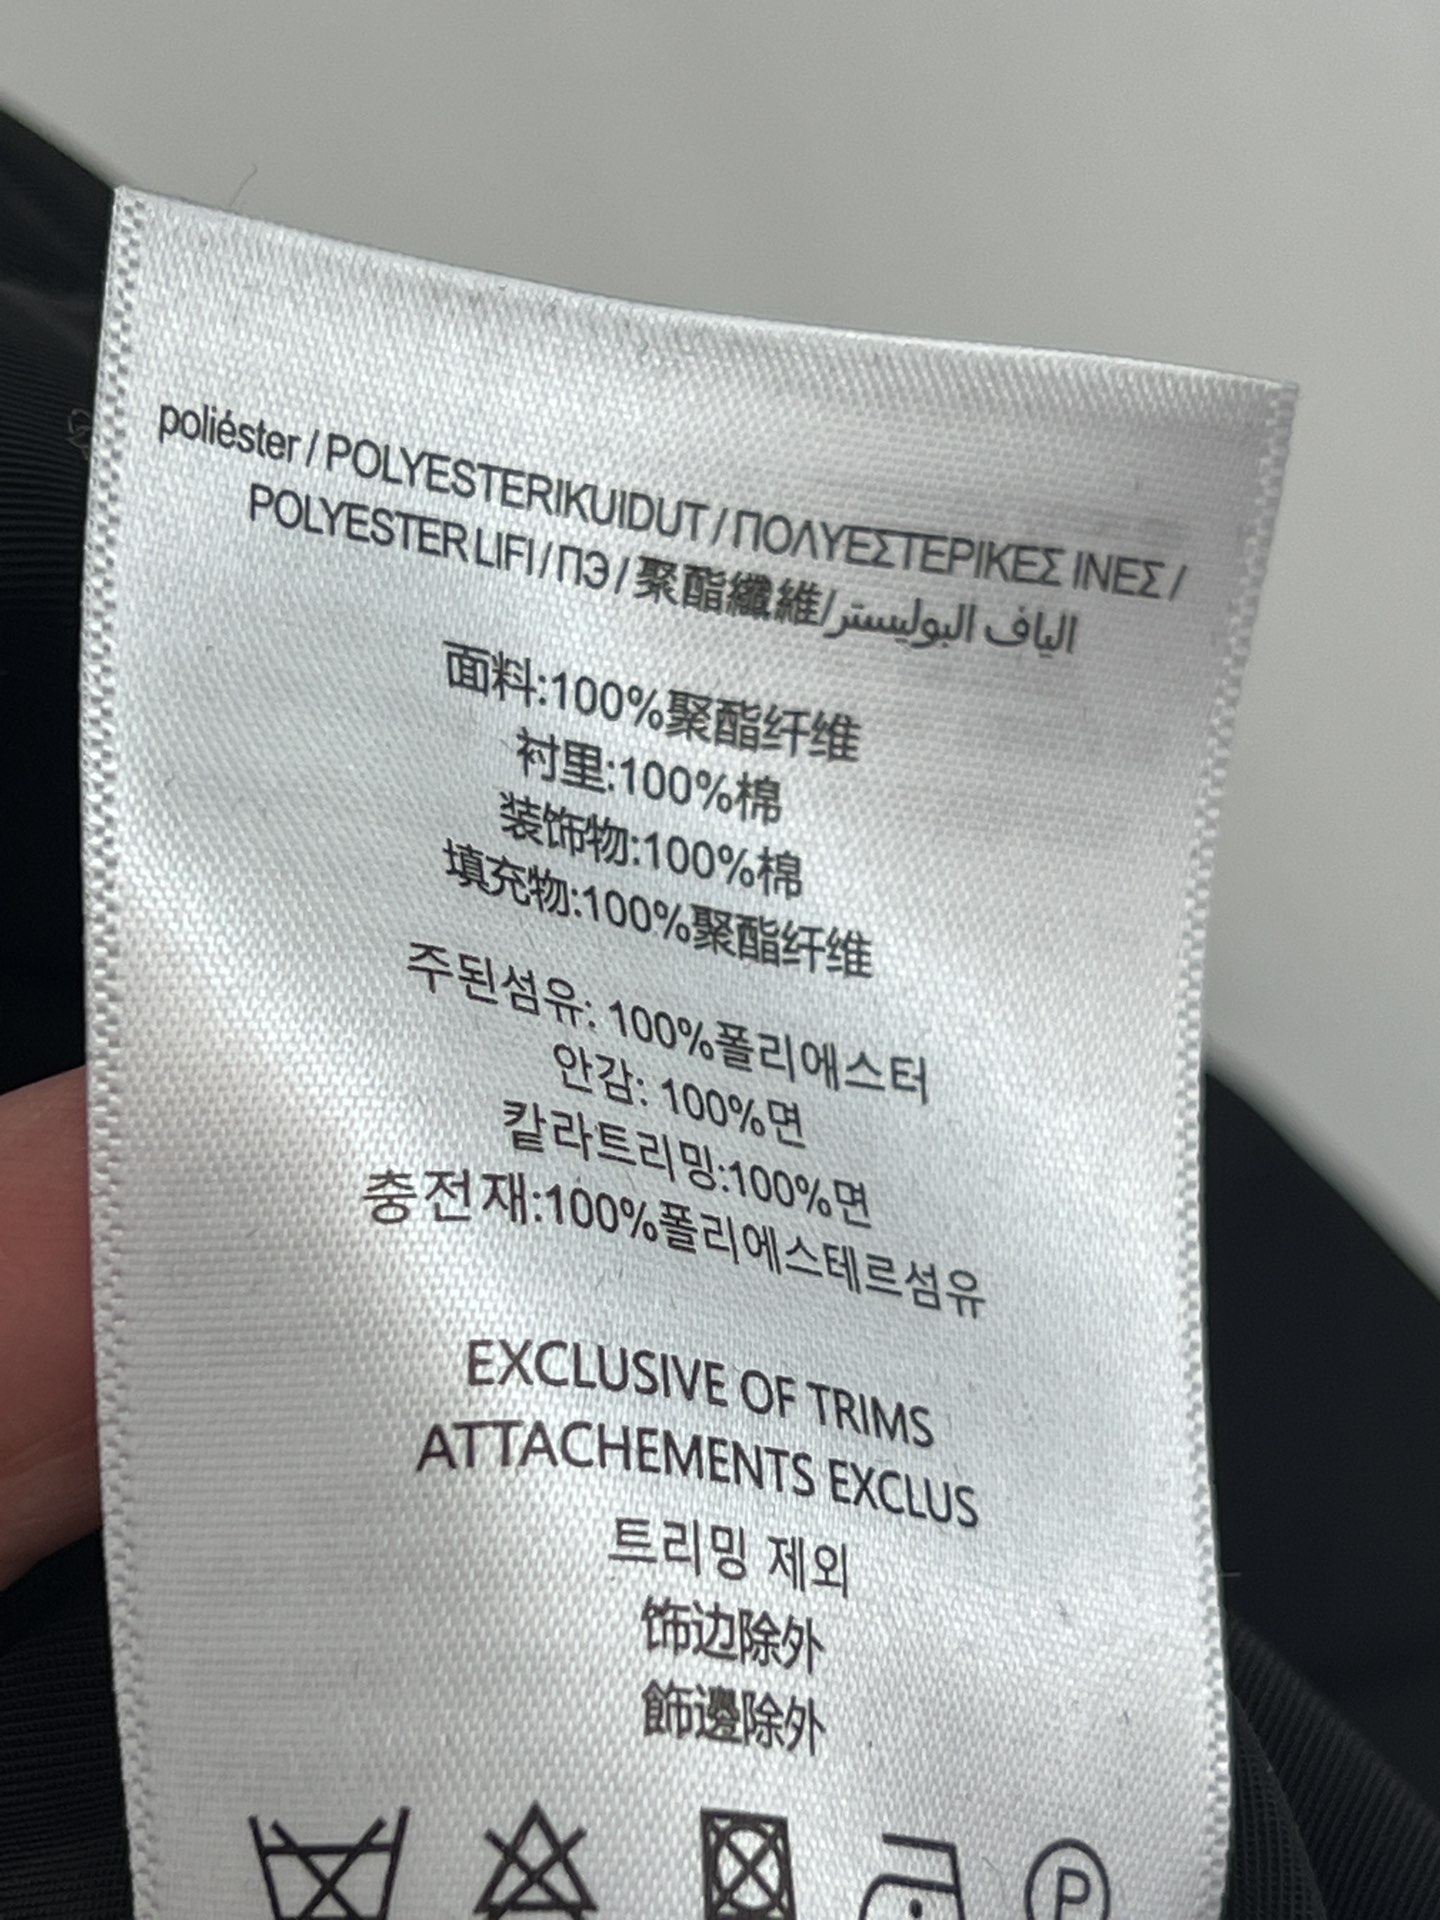 poliéster / POLYESTERIKUIDUT / ΠΟΛΥΕΣΤΕΡΙΚΕΣ ΙΝΕΣ /
POLYESTER LIFI / ПЭ / 聚酯纖維/الياف البوليستر
面料:100%聚酯纤维
衬里:100%棉
装饰物:100%棉
填充物:100%聚酯纤维
주된섬유: 100%폴리에스터
안감: 100%면
칼라트리밍:100%면
충전재:100%폴리에스테르섬유
EXCLUSIVE OF TRIMS
ATTACHEMENTS EXCLUS
트리밍 제외
饰边除外
飾邊除外
P